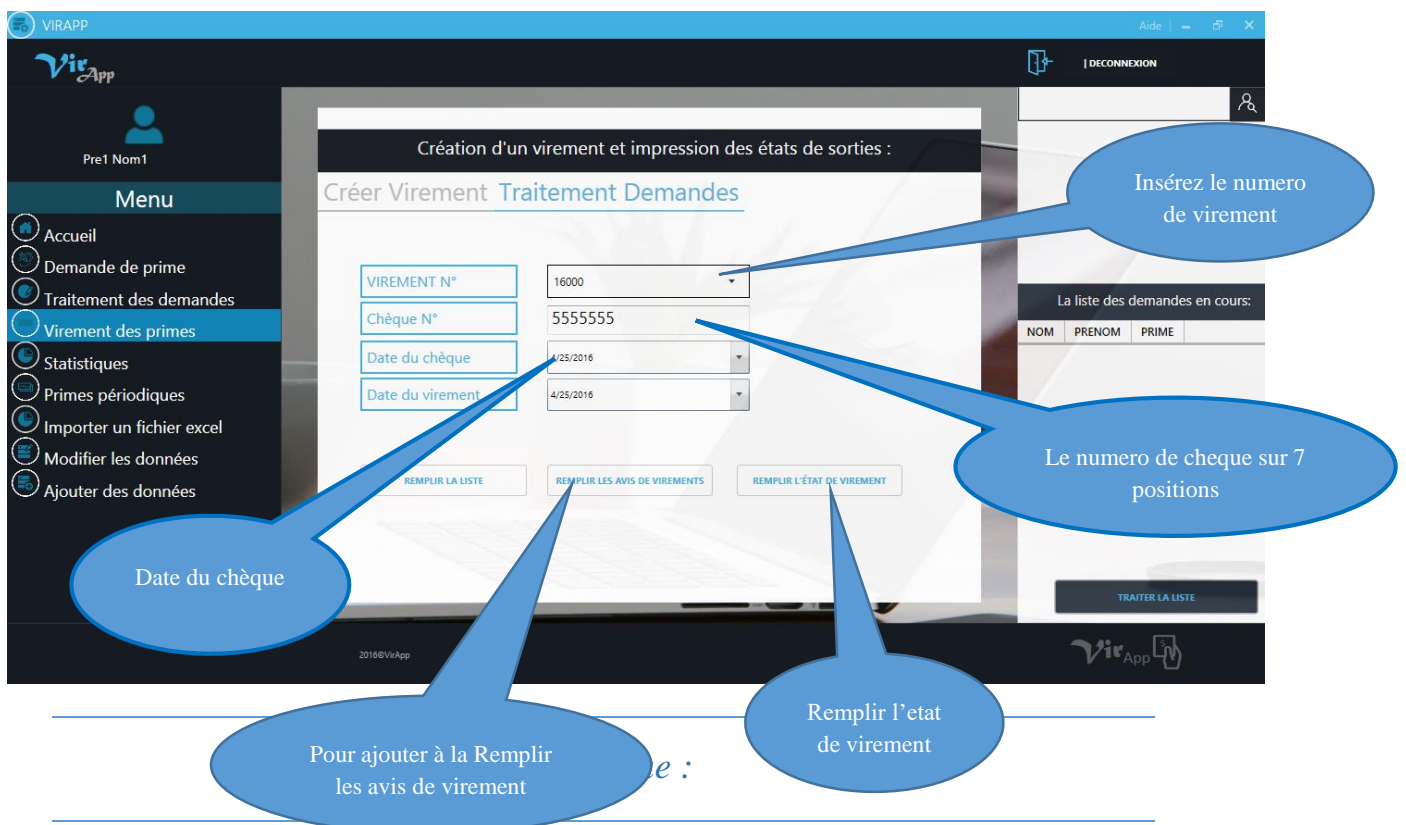 VIRAPP
Aide
VirApp
| DECONNEXION
Pre1 Nom1
Menu
Accueil
Demande de prime
Traitement des demandes
Virement des primes
Statistiques
Primes périodiques
Importer un fichier excel
Modifier les données
Ajouter des données
Création d'un virement et impression des états de sorties :
Créer Virement Traitement Demandes
VIREMENT N° 16000
Chèque N° 5555555
Date du chèque 4/25/2016
Date du virement 4/25/2016
REMPLIR LA LISTE REMPLIR LES AVIS DE VIREMENTS REMPLIR L'ÉTAT DE VIREMENT
La liste des demandes en cours:
NOM PRENOM PRIME
TRAITER LA LISTE
Insérez le numero
de virement
Le numero de cheque sur 7
positions
Date du chèque
2016©VirApp
VirApp
Remplir l’etat
de virement
Pour ajouter à la Remplir
les avis de virement
: